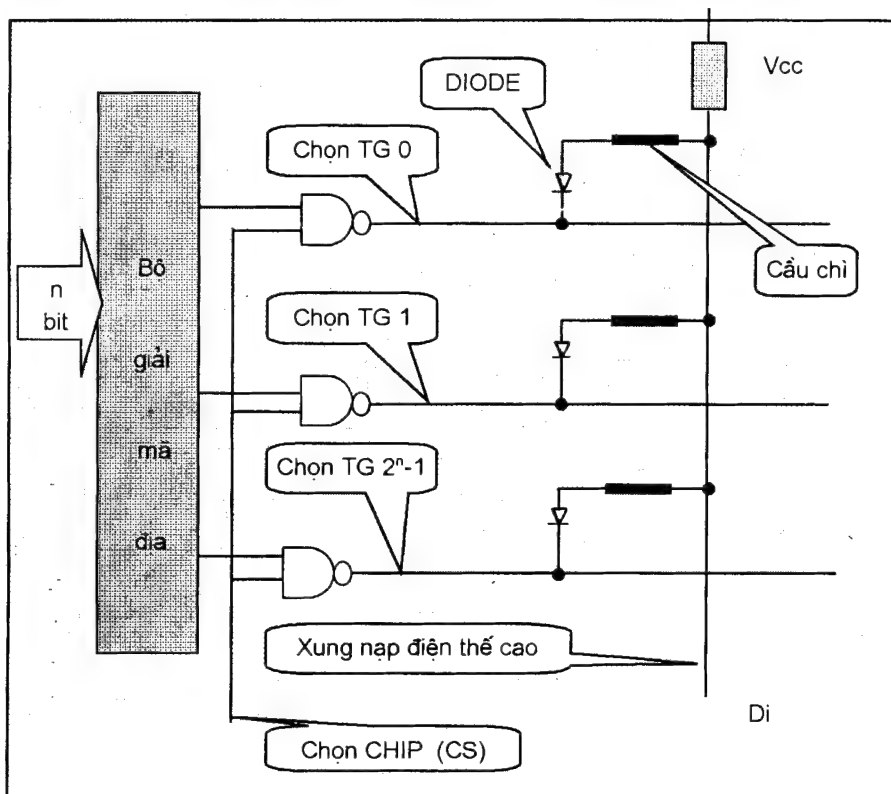 Vcc
DIODE
Chọn TG 0
Cầu chì
n
bit
Bộ
giải
mã
địa
Chọn TG 1
Chọn TG 2ⁿ-1
Xung nạp điện thế cao
Di
Chọn CHIP (CS)